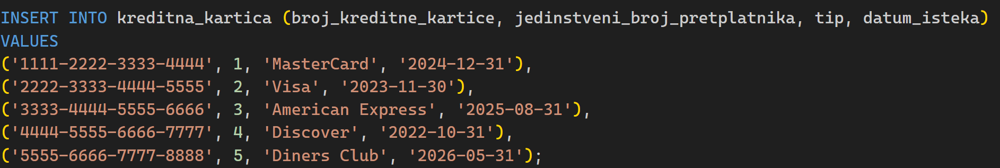 INSERT INTO kreditna_kartica (broj_kreditne_kartice, jedinstveni_broj_pretplatnika, tip, datum_isteka)
VALUES
('1111-2222-3333-4444', 1, 'MasterCard', '2024-12-31'),
('2222-3333-4444-5555', 2, 'Visa', '2023-11-30'),
('3333-4444-5555-6666', 3, 'American Express', '2025-08-31'),
('4444-5555-6666-7777', 4, 'Discover', '2022-10-31'),
('5555-6666-7777-8888', 5, 'Diners Club', '2026-05-31');